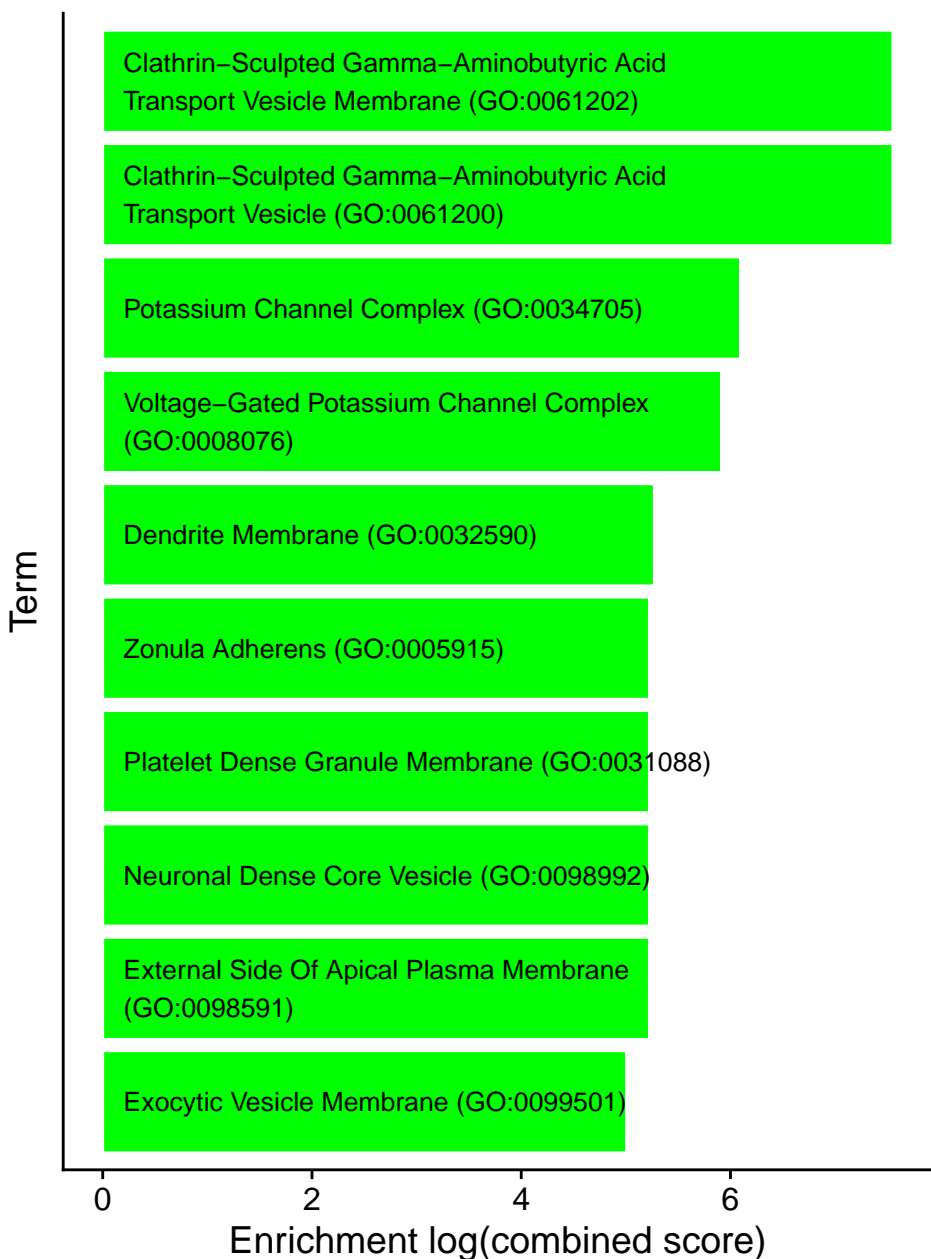 Clathrin−Sculpted Gamma−Aminobutyric Acid
Transport Vesicle Membrane (GO:0061202)
Clathrin−Sculpted Gamma−Aminobutyric Acid
Transport Vesicle (GO:0061200)
Potassium Channel Complex (GO:0034705)
Voltage−Gated Potassium Channel Complex
(GO:0008076)
Dendrite Membrane (GO:0032590)
Term
Zonula Adherens (GO:0005915)
Platelet Dense Granule Membrane (GO:0031088)
Neuronal Dense Core Vesicle (GO:0098992)
External Side Of Apical Plasma Membrane
(GO:0098591)
Exocytic Vesicle Membrane (GO:0099501)
0 2 4 6
Enrichment log(combined score)